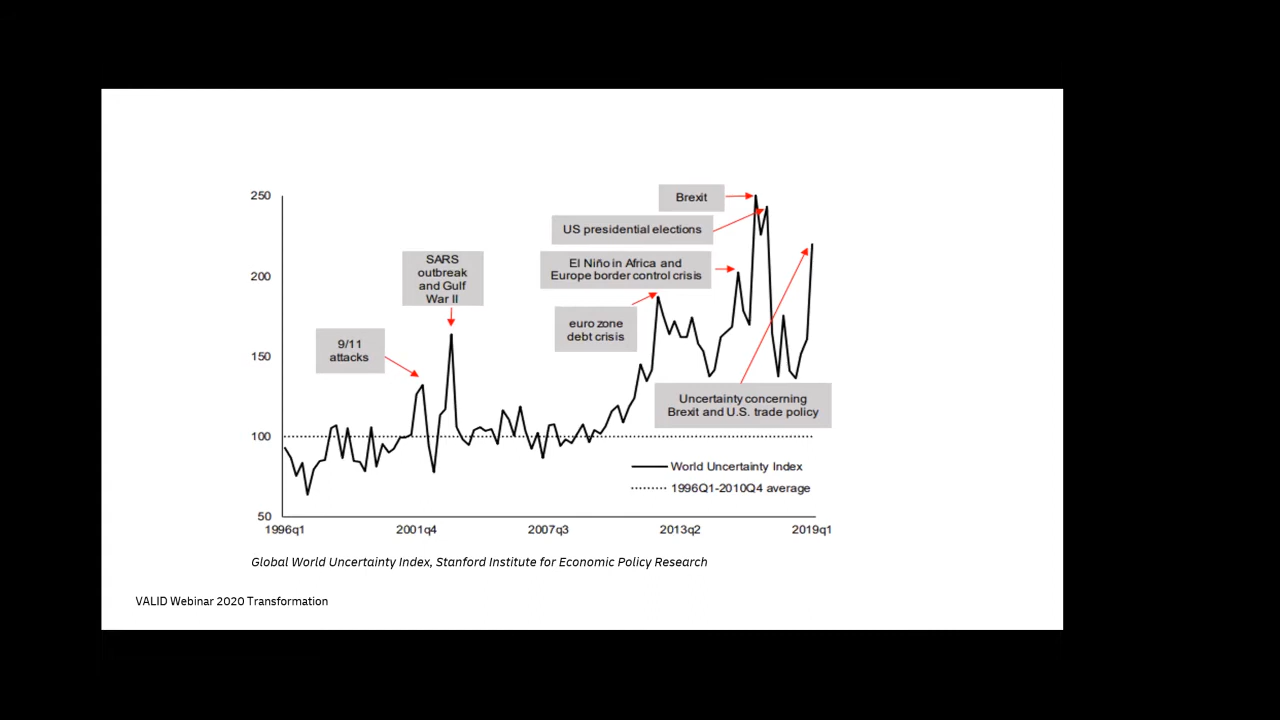 250
200
150
100
50
1996q1
2001q4
2007q3
2013q2
2019q1
9/11
attacks
SARS
outbreak
and Gulf
War II
Brexit
US presidential elections
El Niño in Africa and
Europe border control crisis
euro zone
debt crisis
Uncertainty concerning
Brexit and U.S. trade policy
World Uncertainty Index
1996Q1-2010Q4 average
Global World Uncertainty Index, Stanford Institute for Economic Policy Research
VALID Webinar 2020 Transformation